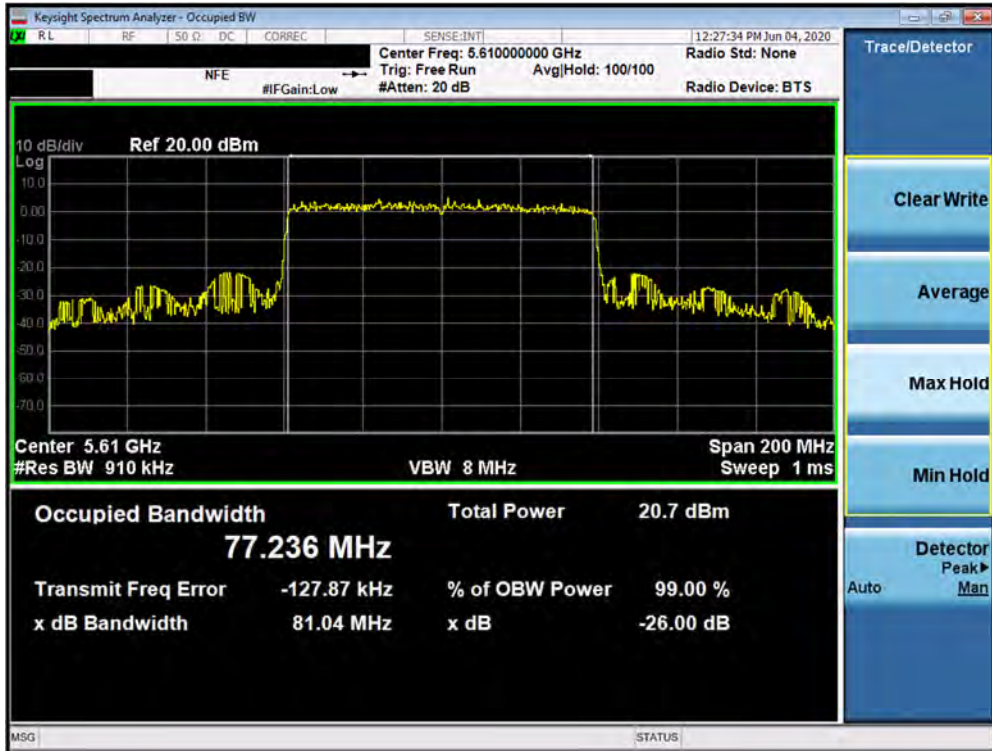 Keysight Spectrum Analyzer - Occupied BW
LXI RL RF 50 Ω DC CORREC SENSE:INT 12:27:34 PM Jun 04, 2020
Center Freq: 5.610000000 GHz Radio Std: None
NFE Trig: Free Run Avg|Hold: 100/100
#IFGain:Low #Atten: 20 dB Radio Device: BTS
10 dB/div Ref 20.00 dBm
Log
10.0
0.00
-10.0
-20.0
-30.0
-40.0
-50.0
-60.0
-70.0
Center 5.61 GHz Span 200 MHz
#Res BW 910 kHz VBW 8 MHz Sweep 1 ms
Occupied Bandwidth Total Power 20.7 dBm
77.236 MHz
Transmit Freq Error -127.87 kHz % of OBW Power 99.00 %
x dB Bandwidth 81.04 MHz x dB -26.00 dB
MSG STATUS
Trace/Detector
Clear Write
Average
Max Hold
Min Hold
Detector
Peak▶
Auto Man